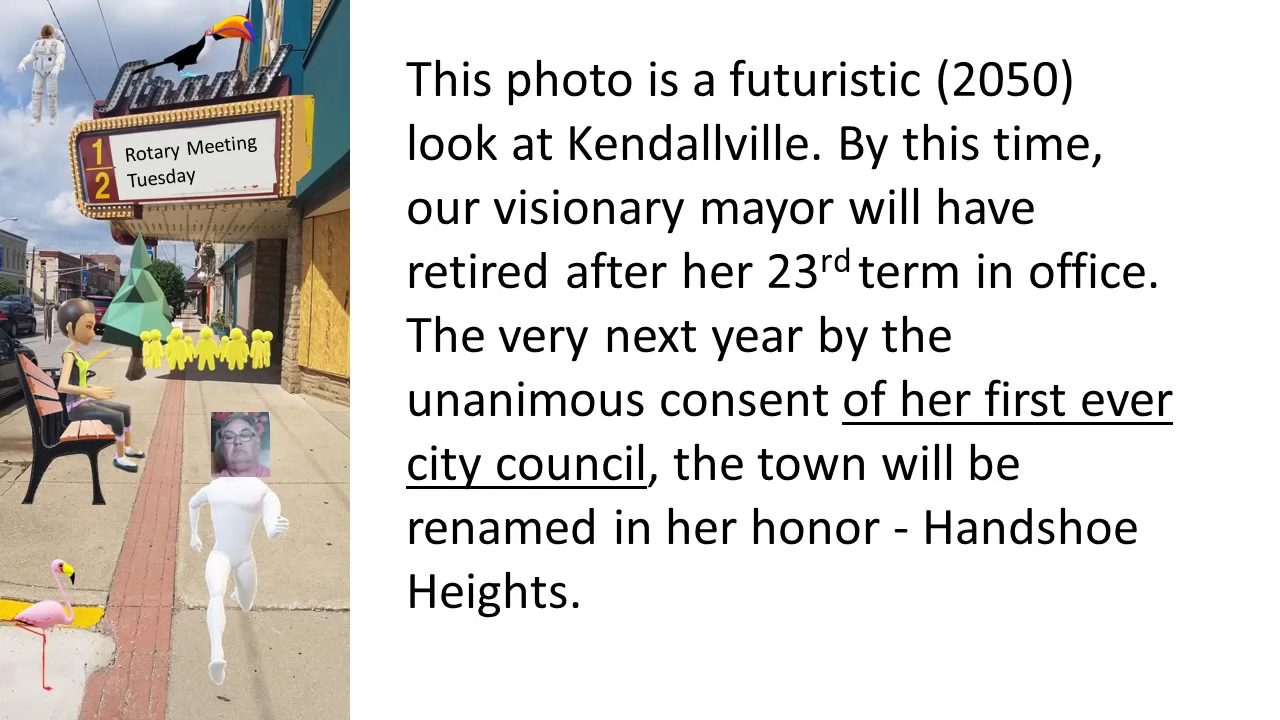 Strand
1
2
Rotary Meeting
Tuesday
This photo is a futuristic (2050)
look at Kendallville. By this time,
our visionary mayor will have
retired after her 23rd term in office.
The very next year by the
unanimous consent of her first ever
city council, the town will be
renamed in her honor - Handshoe
Heights.